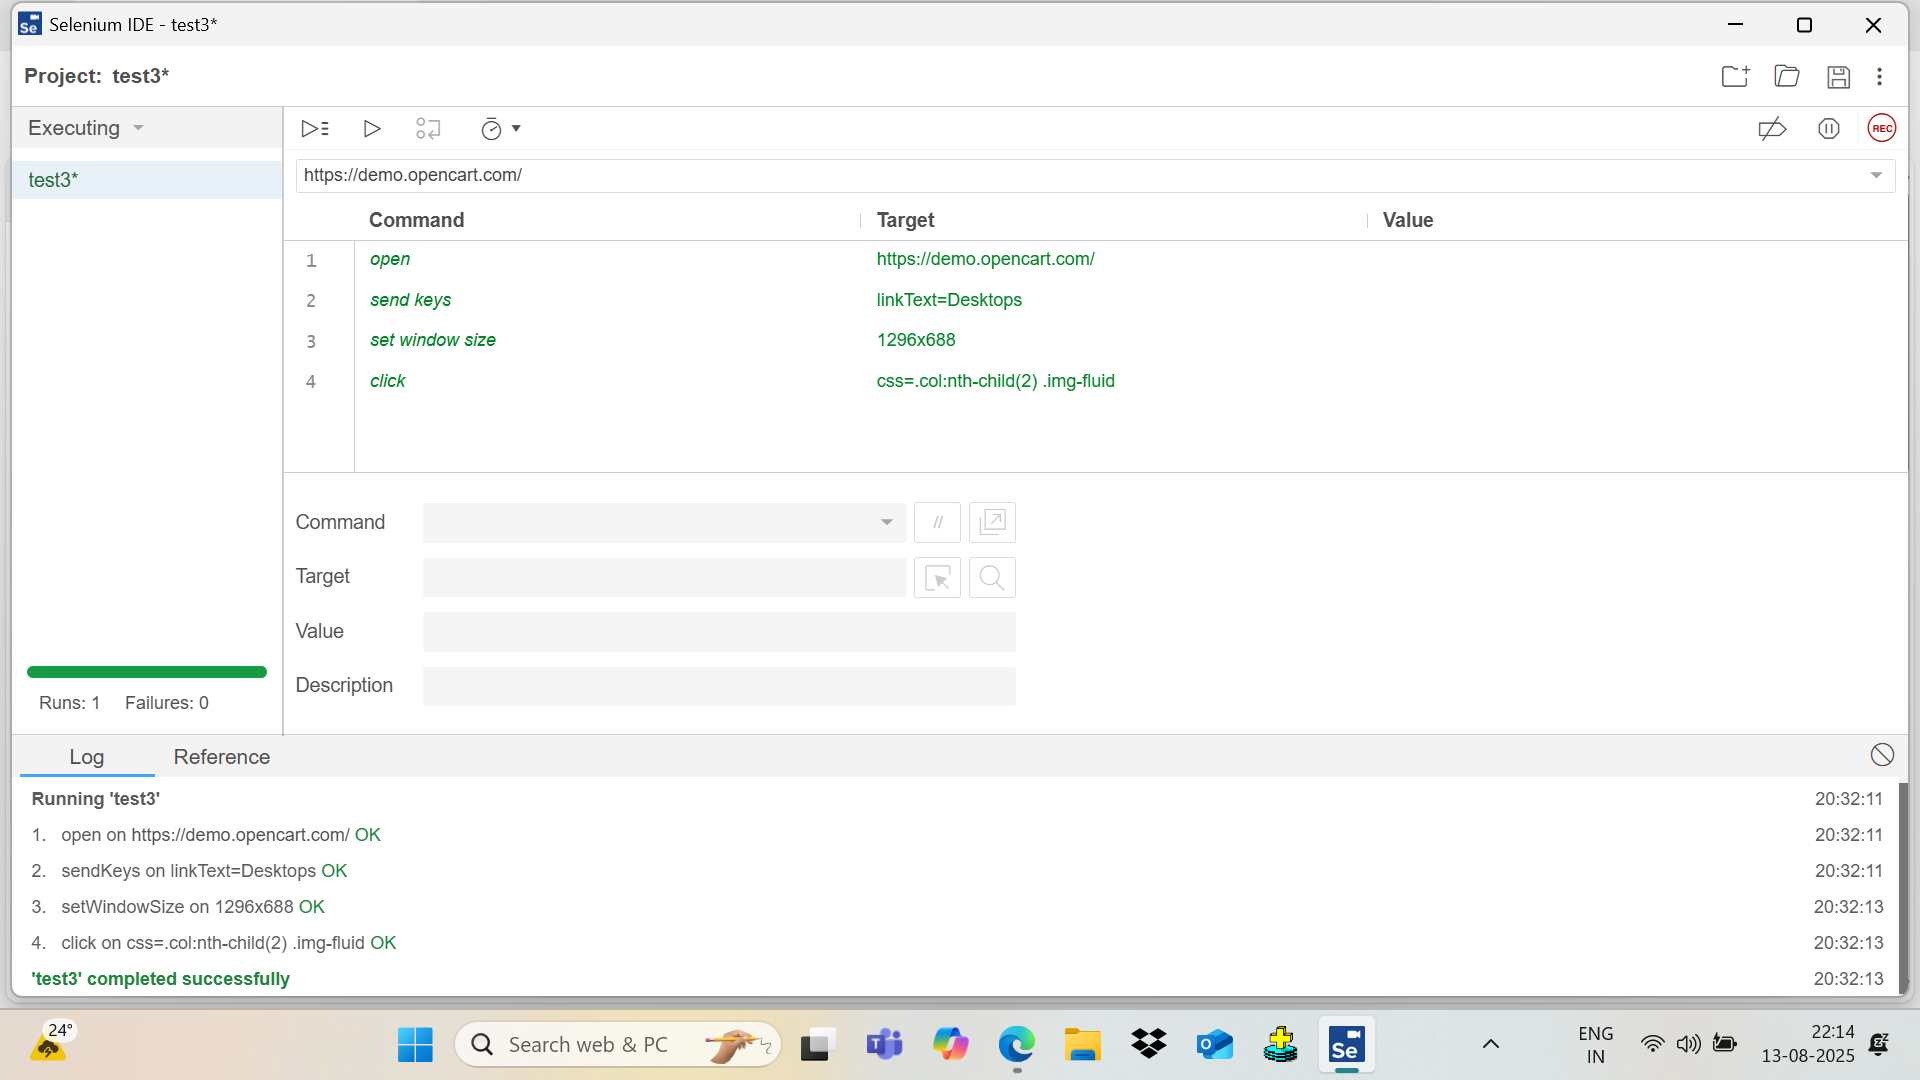 Selenium IDE - test3*
Project: test3*
Executing
REC
test3*
https://demo.opencart.com/
Command Target Value
1 open https://demo.opencart.com/
2 send keys linkText=Desktops
3 set window size 1296x688
4 click css=.col:nth-child(2) .img-fluid
Command //
Target
Value
Description
Runs: 1 Failures: 0
Log Reference
Running 'test3' 20:32:11
1. open on https://demo.opencart.com/ OK 20:32:11
2. sendKeys on linkText=Desktops OK 20:32:11
3. setWindowSize on 1296x688 OK 20:32:13
4. click on css=.col:nth-child(2) .img-fluid OK 20:32:13
'test3' completed successfully 20:32:13
24°
Search web & PC
Se
ENG
IN
22:14
13-08-2025